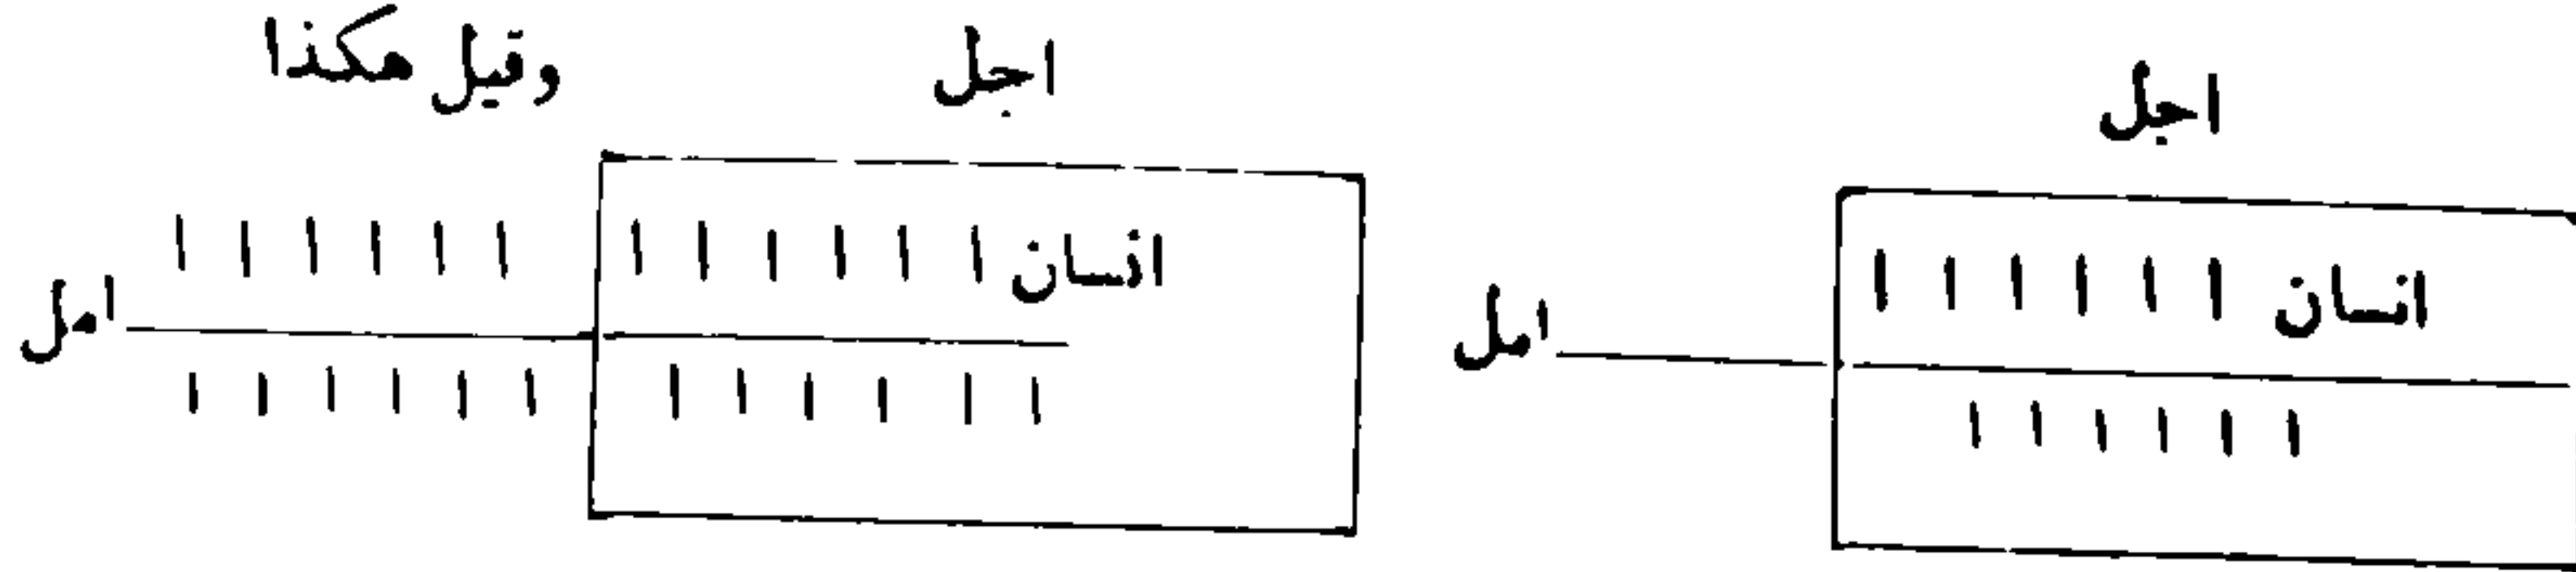 اجل
انسان ا ا ا ا ا ا
امل
ا ا ا ا ا ا
اجل وقيل هكذا
انسان ا ا ا ا ا ا ا ا ا ا ا ا
امل
ا ا ا ا ا ا ا ا ا ا ا ا